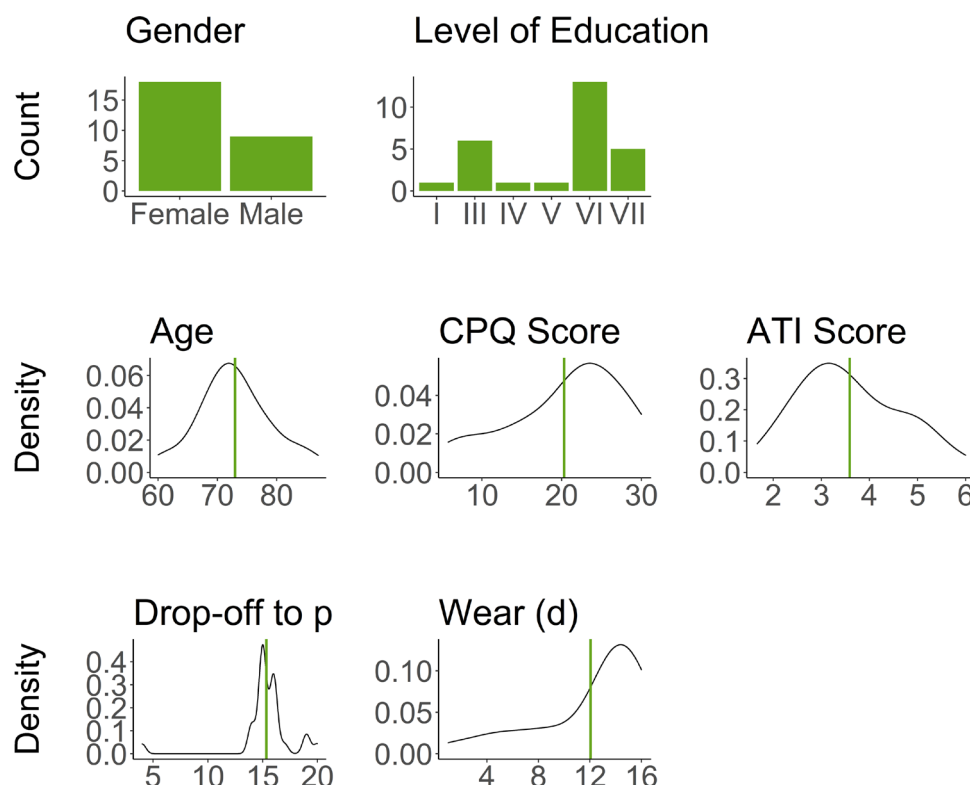 Gender
Level of Education
Count
15
10
5
0
Female Male
10
5
0
I III IV V VI VII
Age
CPQ Score
ATI Score
Density
0.06
0.04
0.02
0.00
60 70 80
0.04
0.02
0.00
10 20 30
0.3
0.2
0.1
0.0
2 3 4 5 6
Drop-off to p
Wear (d)
Density
0.4
0.3
0.2
0.1
0.0
5 10 15 20
0.10
0.05
0.00
4 8 12 16